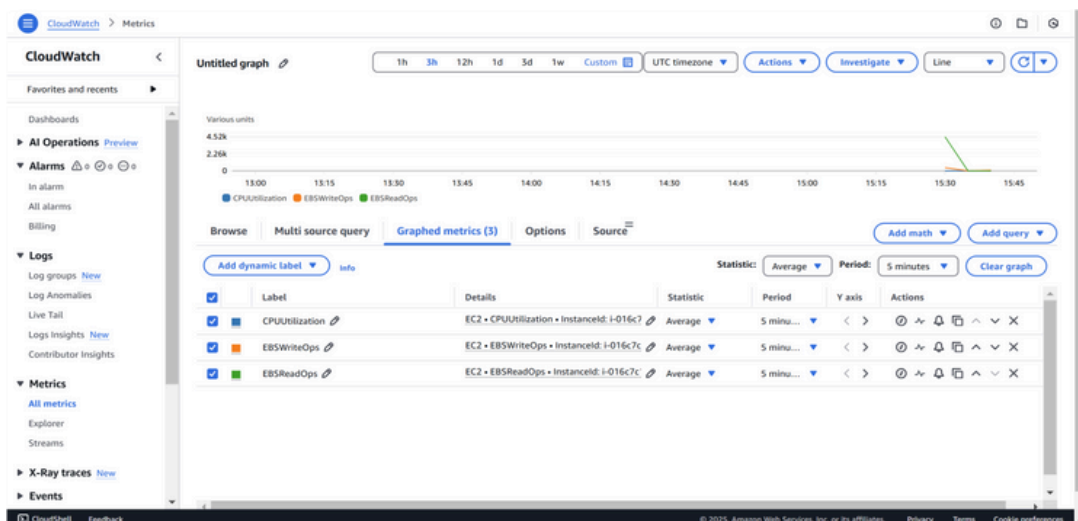 CloudWatch > Metrics
CloudWatch
Favorites and recents
Dashboards
AI Operations Preview
Alarms 0 0 0
In alarm
All alarms
Billing
Logs
Log groups New
Log Anomalies
Live Tail
Logs Insights New
Contributor Insights
Metrics
All metrics
Explorer
Streams
X-Ray traces New
Events
Untitled graph
1h 3h 12h 1d 3d 1w Custom UTC timezone Actions Investigate Line
Various units
4.52k
2.26k
0
13:00 13:15 13:30 13:45 14:00 14:15 14:30 14:45 15:00 15:15 15:30 15:45
CPUUtilization EBSWriteOps EBSReadOps
Browse Multi source query Graphed metrics (3) Options Source Add math Add query
Add dynamic label Info Statistic: Average Period: 5 minutes Clear graph
Label Details Statistic Period Y axis Actions
CPUUtilization EC2 • CPUUtilization • InstanceId: i-016c7 Average 5 minu... < >
EBSWriteOps EC2 • EBSWriteOps • InstanceId: i-016c7c Average 5 minu... < >
EBSReadOps EC2 • EBSReadOps • InstanceId: i-016c7c Average 5 minu... < >
CloudShell Feedback © 2025, Amazon Web Services, Inc. or its affiliates. Privacy Terms Cookie preferences